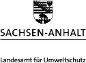 SACHSEN-ANHALT
Landesamt für Umweltschutz